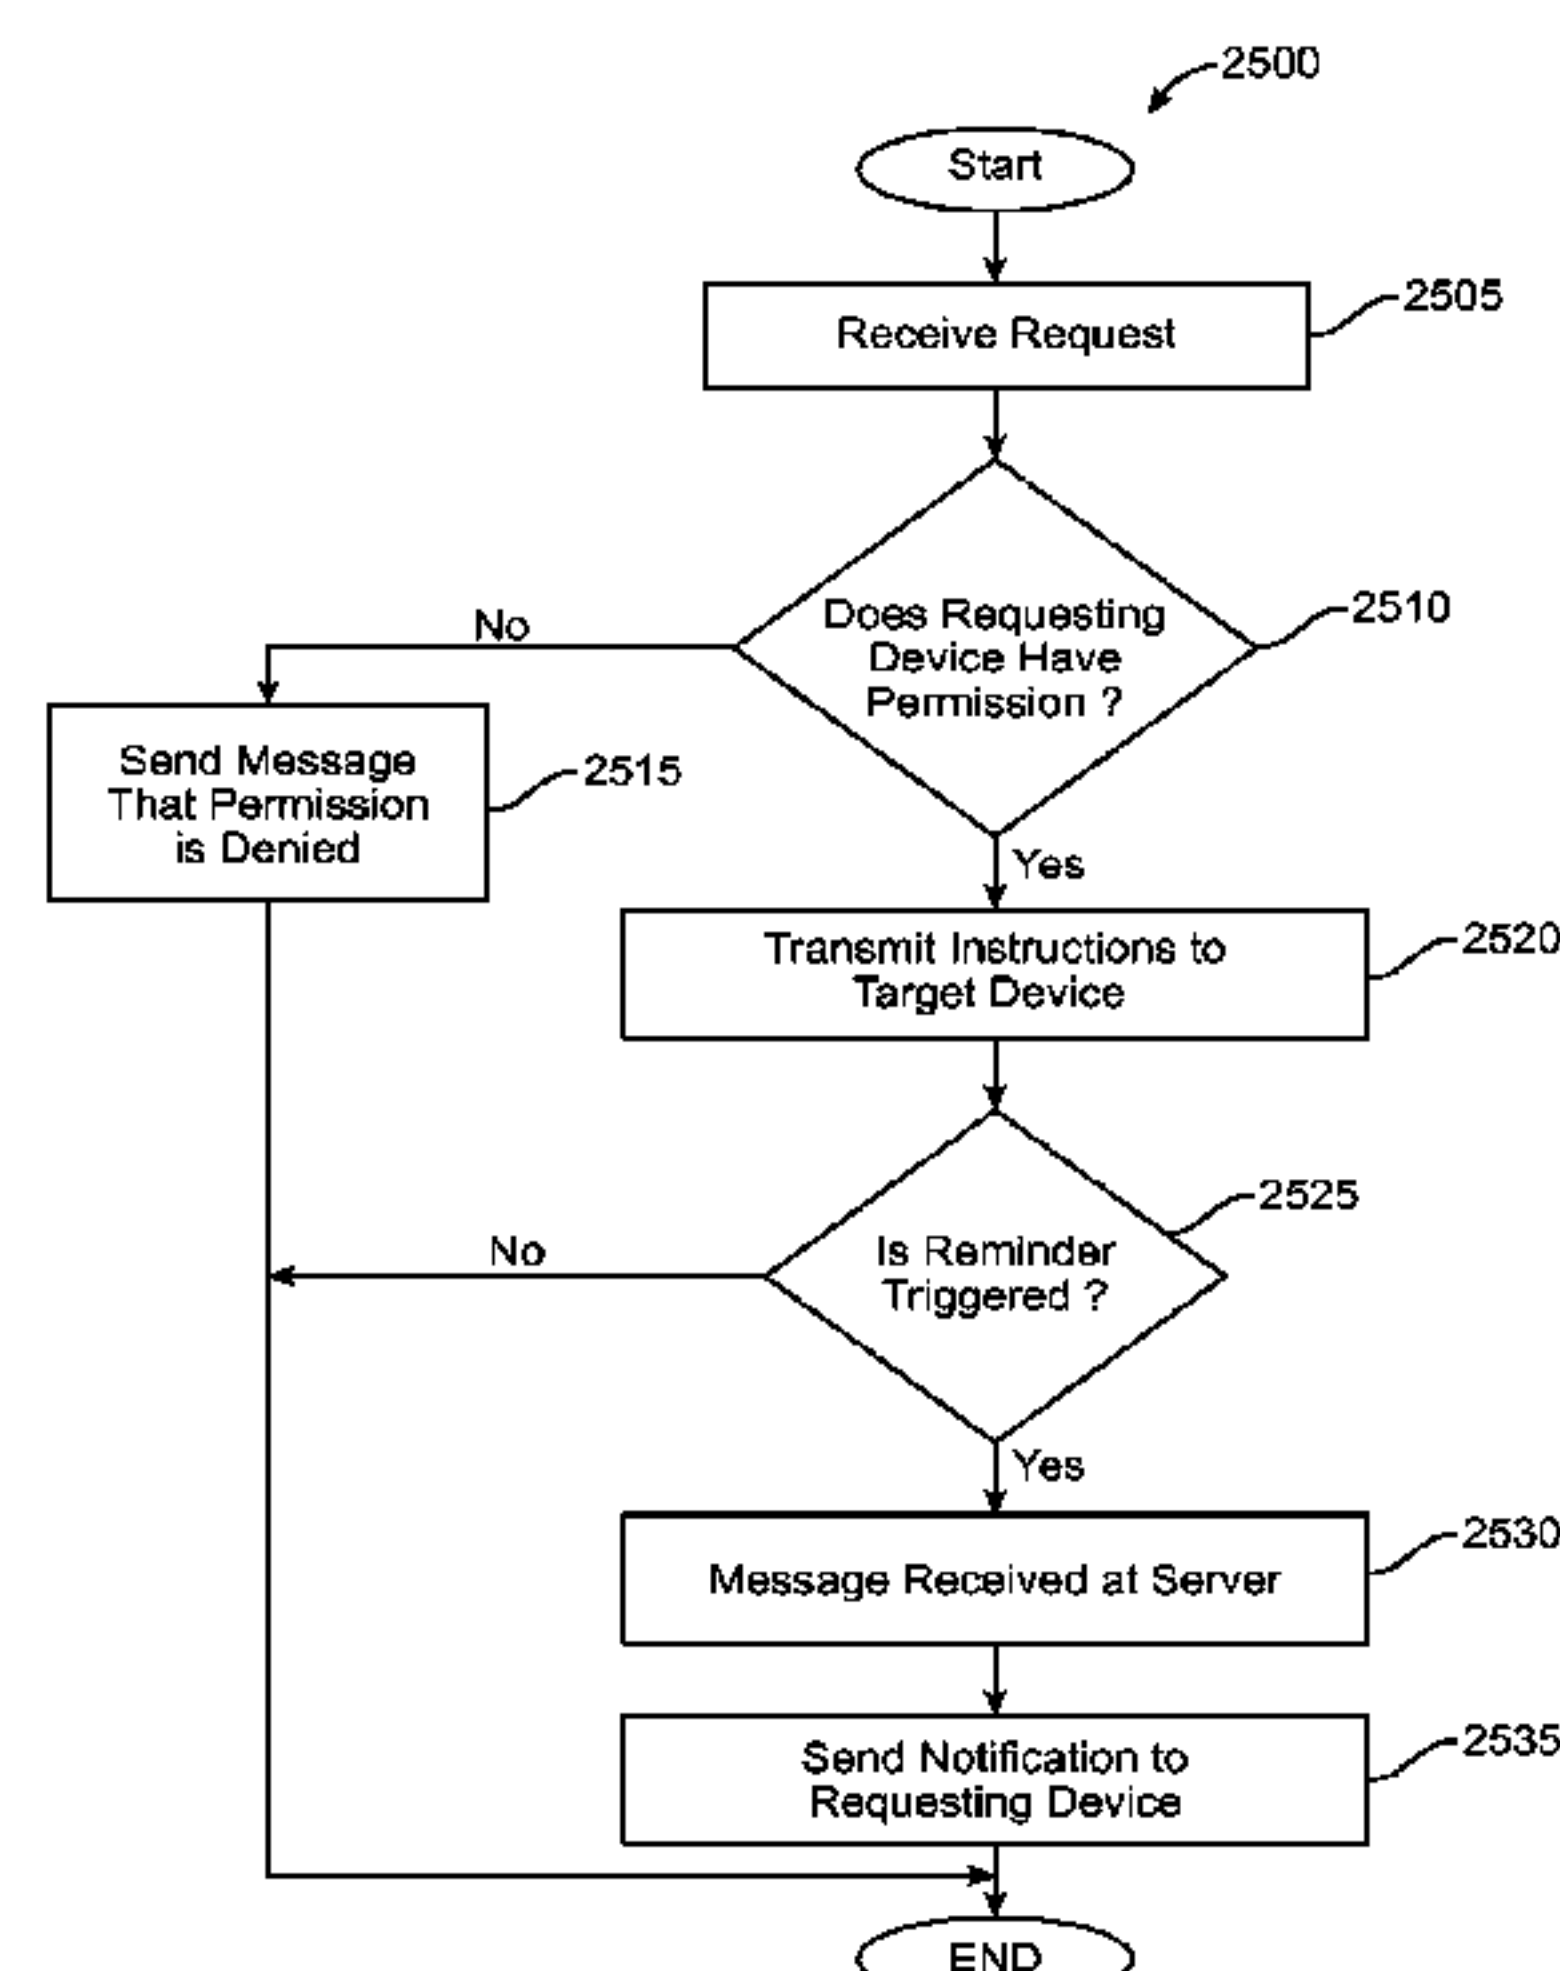 2500
Start
Receive Request
2505
Does Requesting
Device Have
Permission ?
2510
No
Send Message
That Permission
is Denied
2515
Yes
Transmit Instructions to
Target Device
2520
Is Reminder
Triggered ?
2525
No
Yes
Message Received at Server
2530
Send Notification to
Requesting Device
2535
END